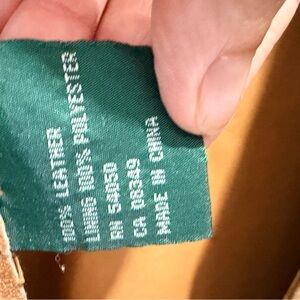 100% LEATHER
LINING 100% POLYESTER
RN 54050
CA 08349
MADE IN CHINA